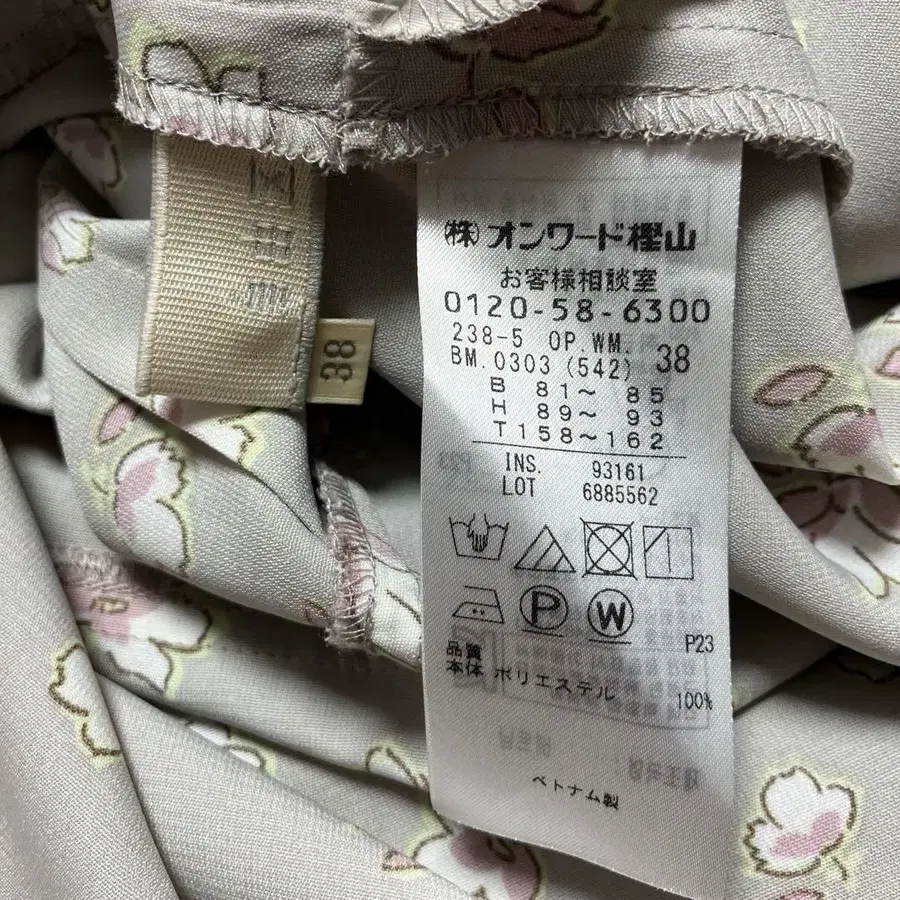 (株)オンワード樫山
お客様相談室
0120-58-6300
238-5 OP.WM.
BM.0303 (542) 38
B 81〜 85
H 89〜 93
T158〜162
INS. 93161
LOT 6885562
P
W
P23
品質
本体 ポリエステル 100%
ベトナム製
38